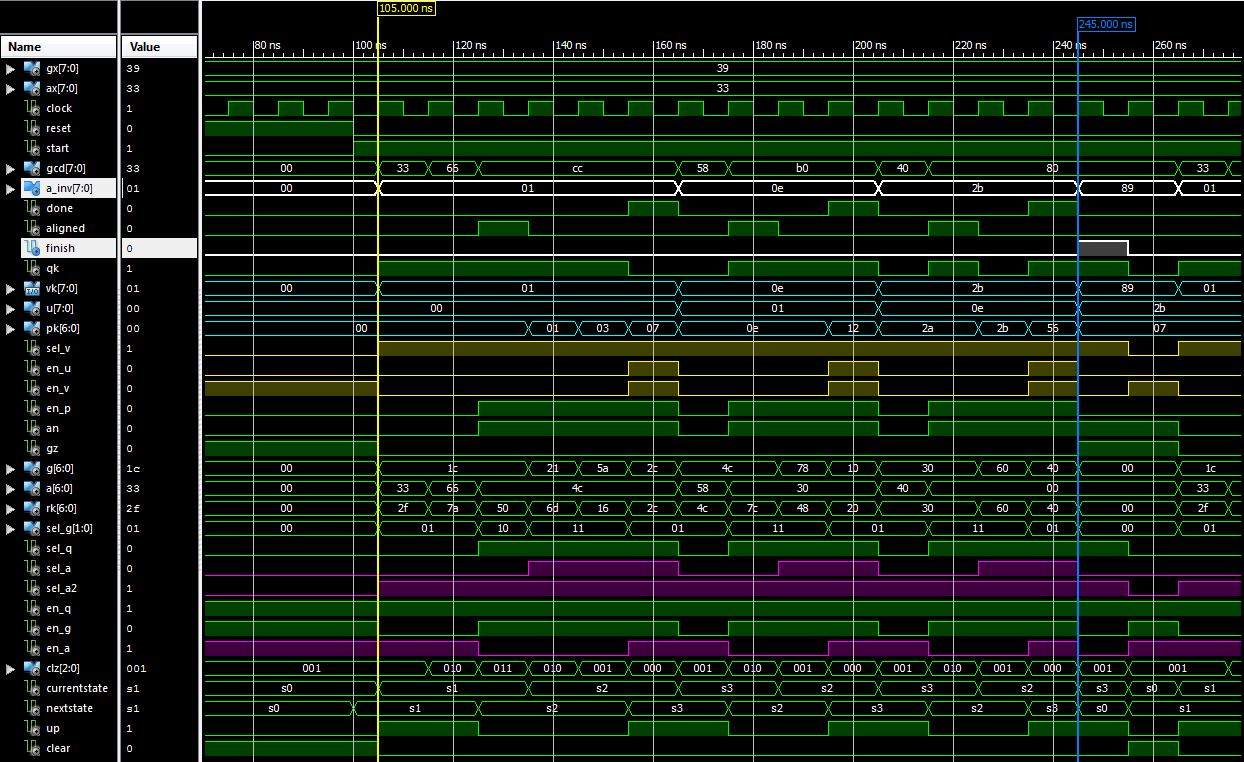 105.000 ns
245.000 ns
Name Value 80 ns 100 ns 120 ns 140 ns 160 ns 180 ns 200 ns 220 ns 240 ns 260 ns
gx[7:0] 39 39
ax[7:0] 33 33
clock 1
reset 0
start 1
gcd[7:0] 33 00 33 66 cc 58 b0 40 80 33
a_inv[7:0] 01 00 01 0e 2b 89 01
done 0
aligned 0
finish 0
qk 1
vk[7:0] 01 00 01 0e 2b 89 01
u[7:0] 00 00 01 0e 2b
pk[6:0] 00 00 01 03 07 0e 12 2a 2b 56 07
sel_v 1
en_u 0
en_v 0
en_p 0
an 0
gz 0
g[6:0] 1c 00 1c 21 5a 2c 4c 78 10 30 60 40 00 1c
a[6:0] 33 00 33 66 4c 58 30 40 00 33
rk[6:0] 2f 00 2f 7a 50 6d 16 2c 4c 7c 48 20 30 60 40 00 2f
sel_g[1:0] 01 00 01 10 11 01 11 01 11 01 00 01
sel_q 0
sel_a 0
sel_a2 1
en_q 1
en_g 0
en_a 1
clz[2:0] 001 001 010 011 010 001 000 001 010 001 000 001 010 001 000 001 001
currentstate s1 s0 s1 s2 s3 s2 s3 s2 s3 s0 s1
nextstate s1 s0 s1 s2 s3 s2 s3 s2 s3 s0 s1
up 1
clear 0